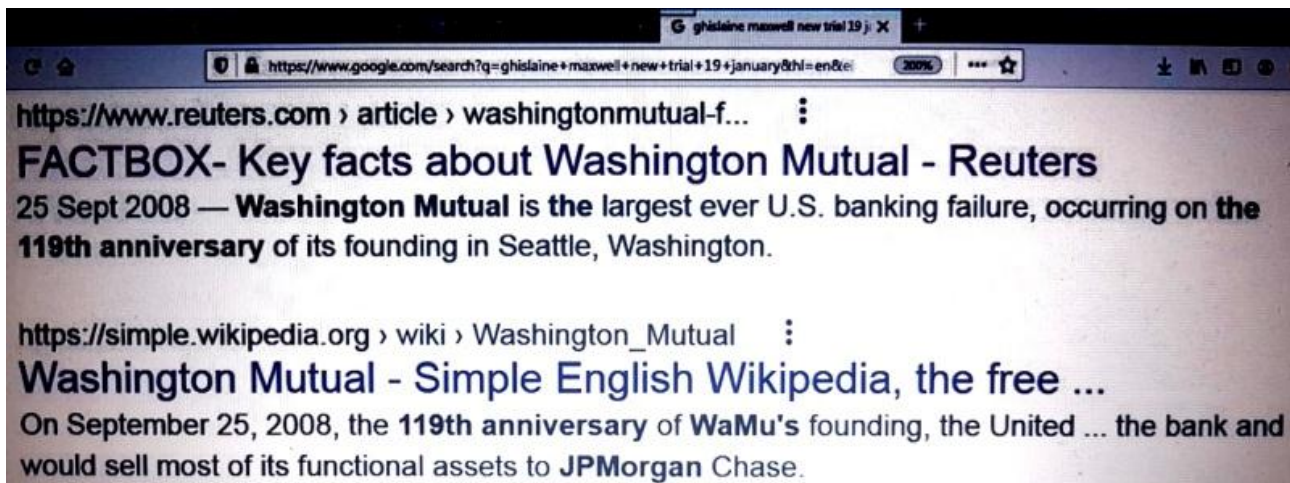 G ghislaine maxwell new trial 19 j
https://www.google.com/search?q=ghislaine+maxwell+new+trial+19+january&hl=en&ei
200%
https://www.reuters.com › article › washingtonmutual-f...
FACTBOX- Key facts about Washington Mutual - Reuters
25 Sept 2008 — Washington Mutual is the largest ever U.S. banking failure, occurring on the
119th anniversary of its founding in Seattle, Washington.
https://simple.wikipedia.org › wiki › Washington_Mutual
Washington Mutual - Simple English Wikipedia, the free ...
On September 25, 2008, the 119th anniversary of WaMu's founding, the United ... the bank and
would sell most of its functional assets to JPMorgan Chase.